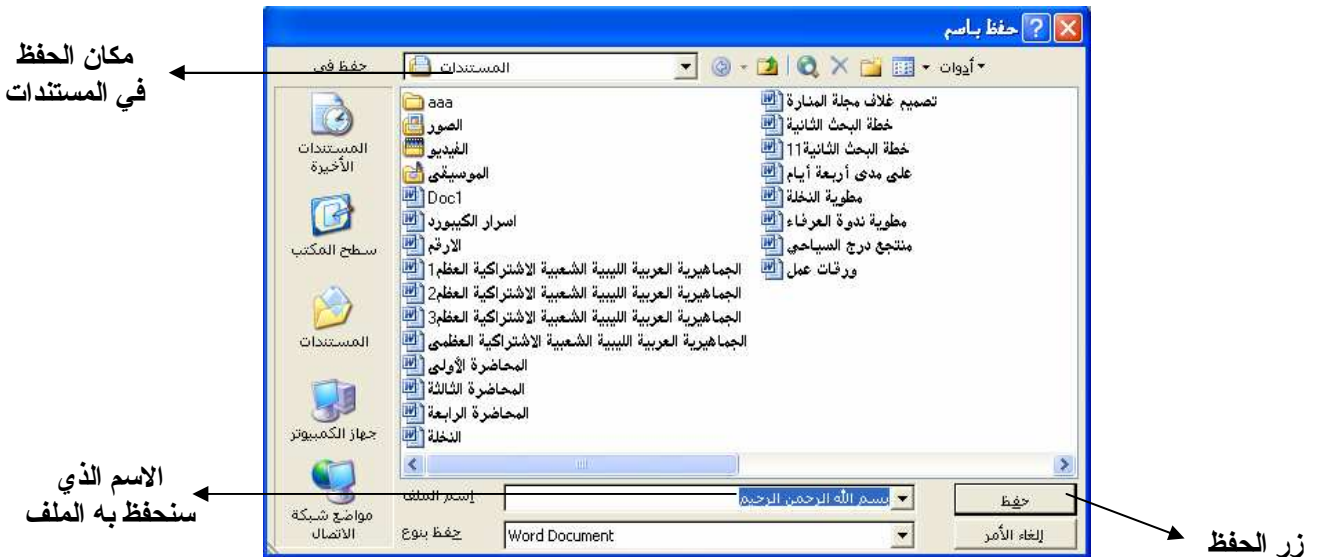 حفظ باسم
مكان الحفظ
في المستندات
حفظ في
المستندات
أدوات
المستندات
الأخيرة
سطح المكتب
المستندات
جهاز الكمبيوتر
مواضع شبكة
الاتصال
aaa
الصور
الفيديو
الموسيقى
Doc1
اسرار الكيبورد
الارقم
الجماهيرية العربية الليبية الشعبية الاشتراكية العظم1
الجماهيرية العربية الليبية الشعبية الاشتراكية العظم2
الجماهيرية العربية الليبية الشعبية الاشتراكية العظم3
الجماهيرية العربية الليبية الشعبية الاشتراكية العظمى
المحاضرة الأولى
المحاضرة الثالثة
المحاضرة الرابعة
النخلة
تصميم غلاف مجلة المنارة
خطة البحث الثانية
خطة البحث الثانية11
على مدى أربعة أيام
مطوية النخلة
مطوية ندوة العرفاء
منتجع درج السياحي
ورقات عمل
الاسم الذي
سنحفظ به الملف
إسم الملف
بسم الله الرحمن الرحيم
حفظ
حفظ بنوع
Word Document
إلغاء الأمر
زر الحفظ